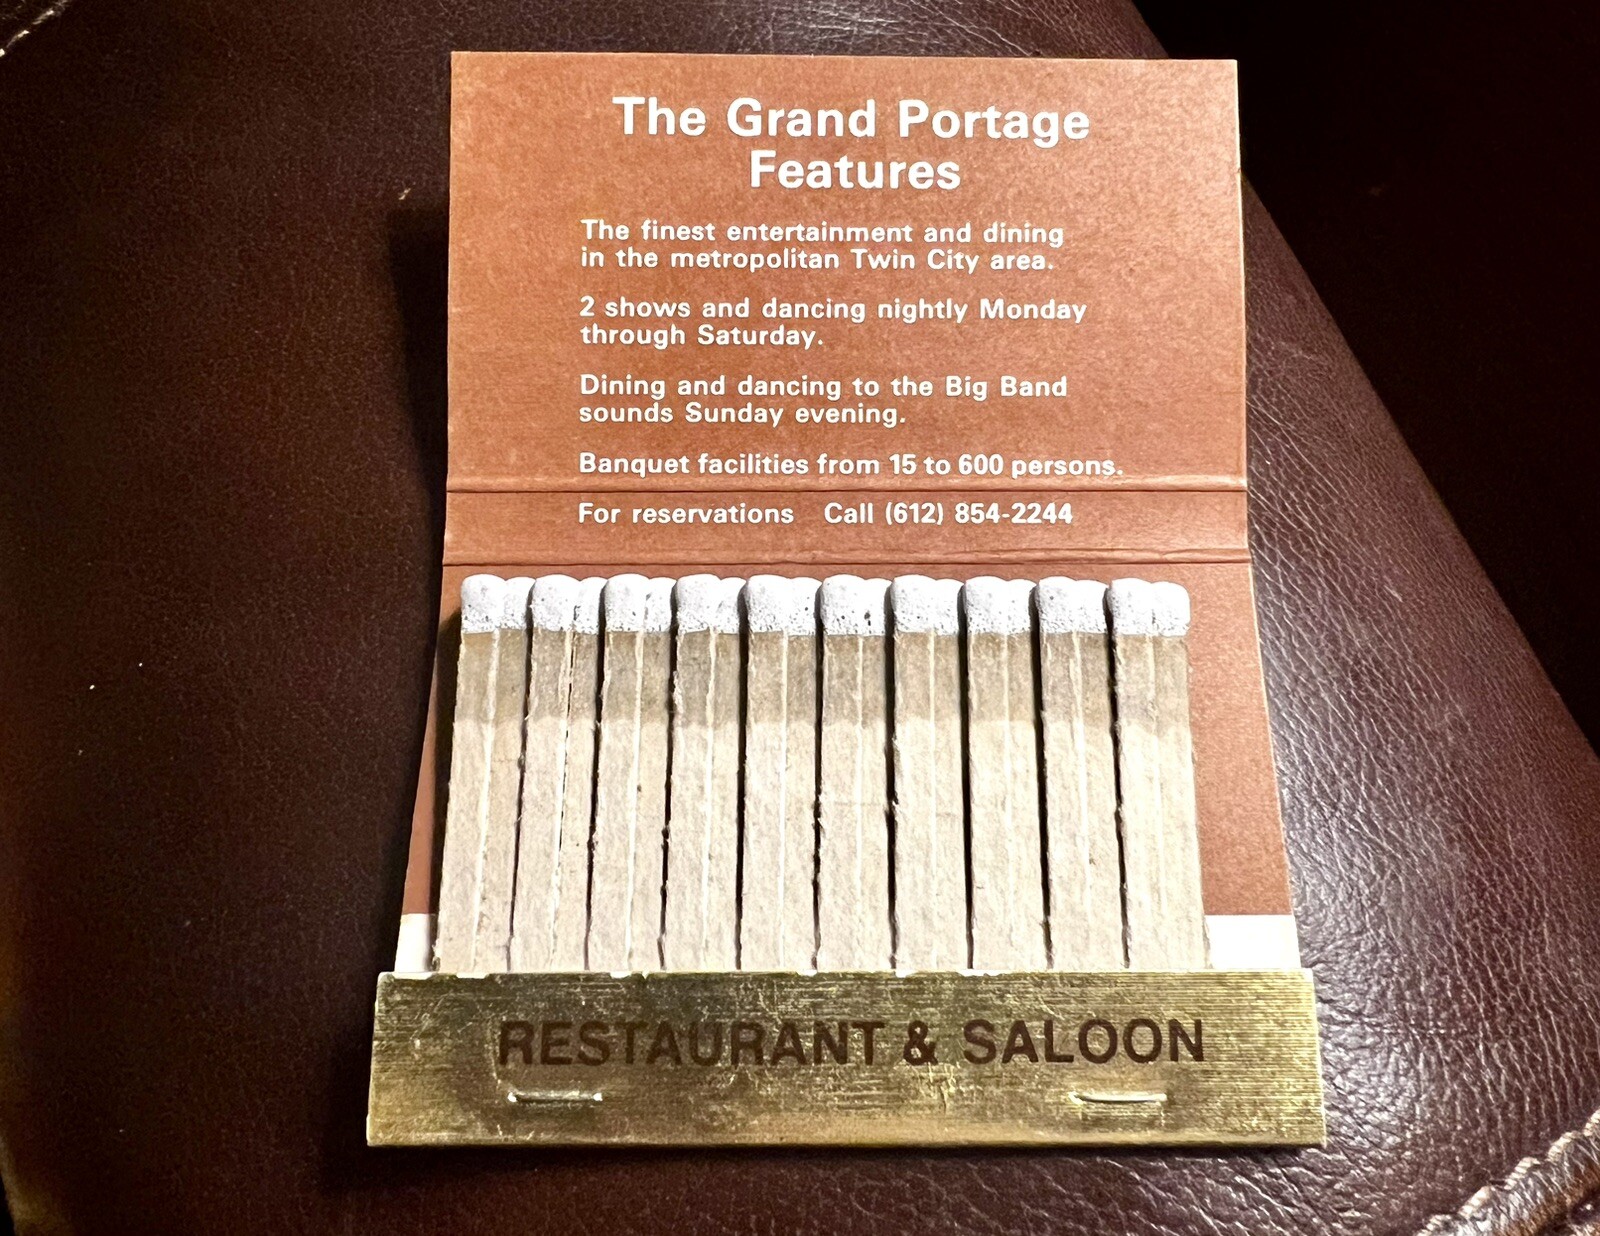 The Grand Portage
Features
The finest entertainment and dining
in the metropolitan Twin City area.
2 shows and dancing nightly Monday
through Saturday.
Dining and dancing to the Big Band
sounds Sunday evening.
Banquet facilities from 15 to 600 persons.
For reservations Call (612) 854-2244
RESTAURANT & SALOON